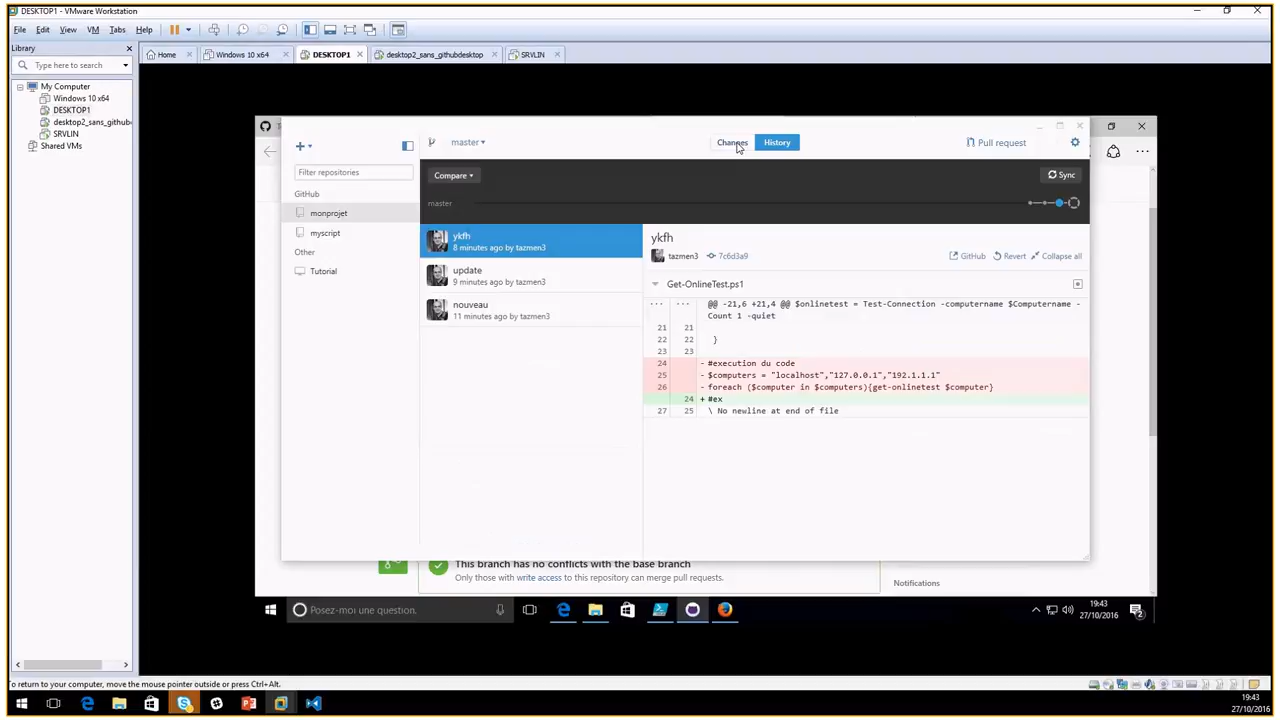 DESKTOP1 - VMware Workstation
File Edit View VM Tabs Help
Library
Type here to search
My Computer
Windows 10 x64
DESKTOP1
desktop2_sans_github
SRVLIN
Shared VMs
Home Windows 10 x64 DESKTOP1 desktop2_sans_githubdesktop SRVLIN
master Changes History Pull request
Filter repositories
GitHub
monprojet
myscript
Other
Tutorial
Compare Sync
master
ykfh
8 minutes ago by tazmen3
update
9 minutes ago by tazmen3
nouveau
11 minutes ago by tazmen3
ykfh
tazmen3 7c6d3a9 GitHub Revert Collapse all
Get-OnlineTest.ps1
... ... @@ -21,6 +21,4 @@ $onlinetest = Test-Connection -computername $Computername -
Count 1 -quiet
21 21
22 22 }
23 23
24 - #execution du code
25 - $computers = "localhost","127.0.0.1","192.1.1.1"
26 - foreach ($computer in $computers){get-onlinetest $computer}
24 + #ex
27 25 \ No newline at end of file
This branch has no conflicts with the base branch
Only those with write access to this repository can merge pull requests.
Notifications
Posez-moi une question.
19:43
27/10/2016
2
To return to your computer, move the mouse pointer outside or press Ctrl+Alt.
19:43
27/10/2016